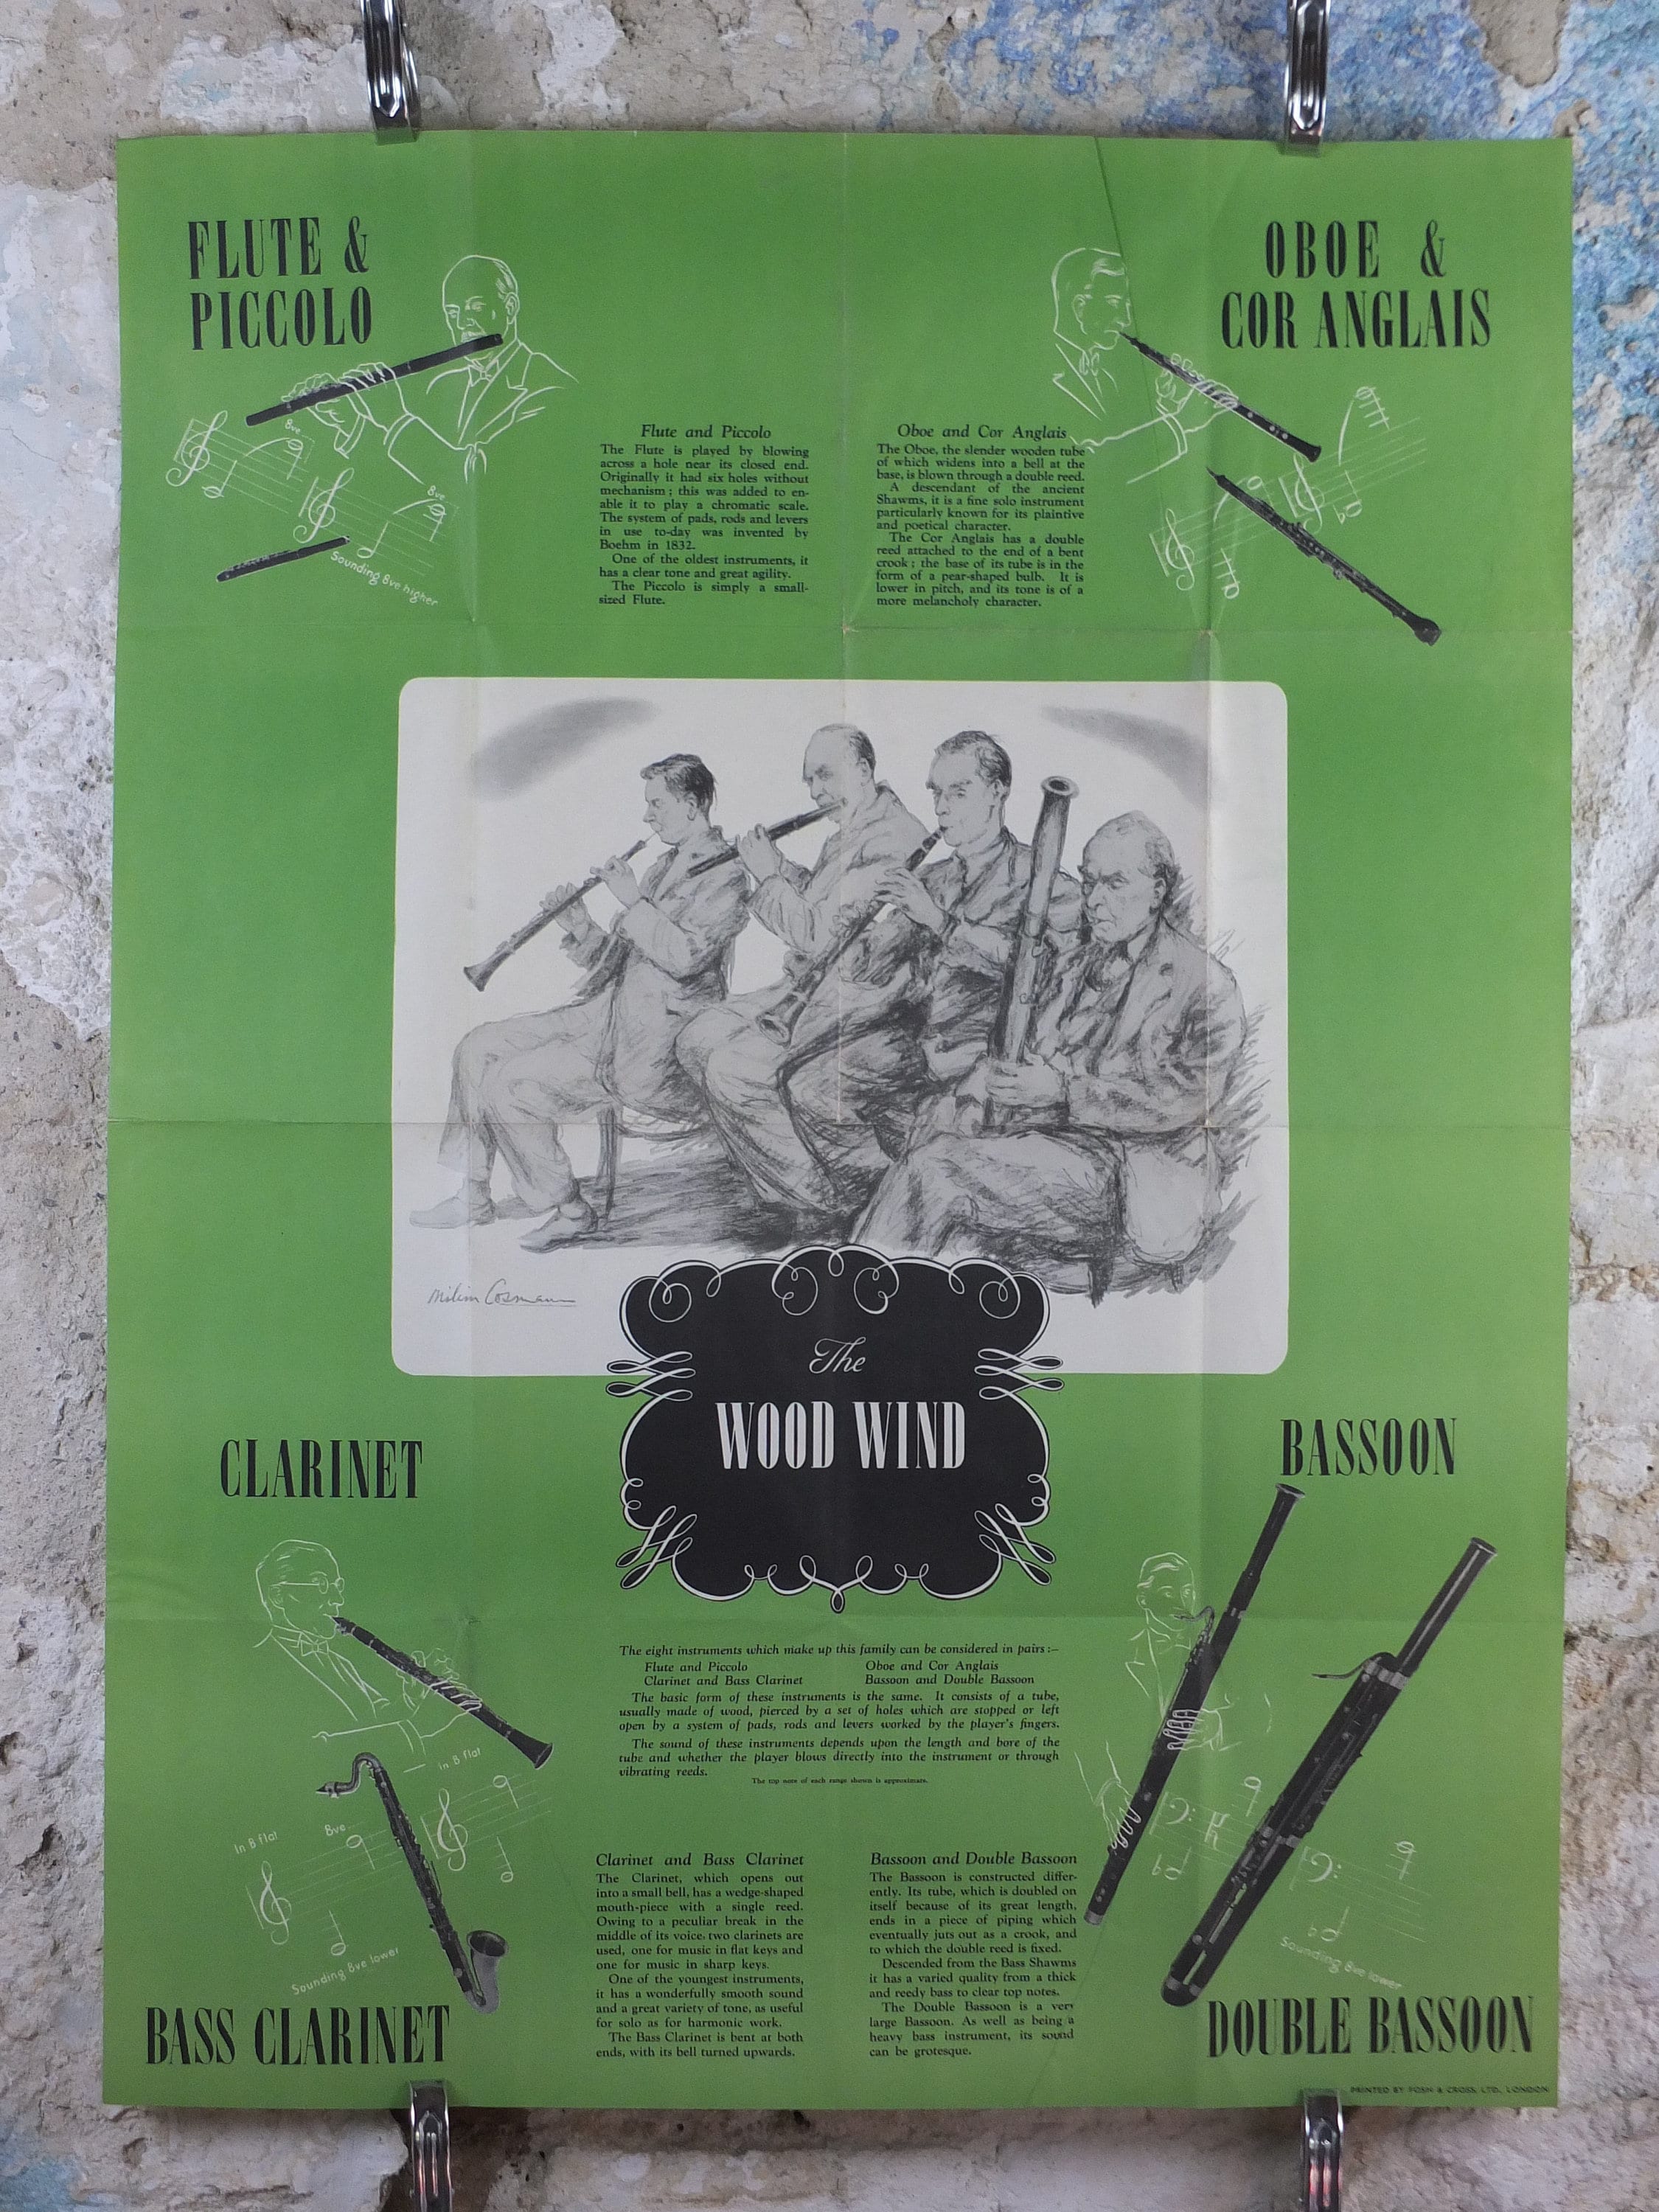 FLUTE &
PICCOLO
8ve
8ve
Sounding 8ve higher
OBOE &
COR ANGLAIS
Flute and Piccolo
The Flute is played by blowing
across a hole near its closed end.
Originally it had six holes without
mechanism ; this was added to en-
able it to play a chromatic scale.
The system of pads, rods and levers
in use to-day was invented by
Boehm in 1832.
One of the oldest instruments, it
has a clear tone and great agility.
The Piccolo is simply a small-
sized Flute.
Oboe and Cor Anglais
The Oboe, the slender wooden tube
of which widens into a bell at the
base, is blown through a double reed.
A descendant of the ancient
Shawms, it is a fine solo instrument
particularly known for its plaintive
and poetical character.
The Cor Anglais has a double
reed attached to the end of a bent
crook ; the base of its tube is in the
form of a pear-shaped bulb. It is
lower in pitch, and its tone is of a
more melancholy character.
Milein Cosmann
The
WOOD WIND
CLARINET
In B flat
In B flat
8ve
Sounding 8ve lower
BASS CLARINET
BASSOON
Sounding 8ve lower
DOUBLE BASSOON
The eight instruments which make up this family can be considered in pairs :—
Flute and Piccolo Oboe and Cor Anglais
Clarinet and Bass Clarinet Bassoon and Double Bassoon
The basic form of these instruments is the same. It consists of a tube,
usually made of wood, pierced by a set of holes which are stopped or left
open by a system of pads, rods and levers worked by the player's fingers.
The sound of these instruments depends upon the length and bore of the
tube and whether the player blows directly into the instrument or through
vibrating reeds.
The top note of each range shown is approximate.
Clarinet and Bass Clarinet
The Clarinet, which opens out
into a small bell, has a wedge-shaped
mouth-piece with a single reed.
Owing to a peculiar break in the
middle of its voice, two clarinets are
used, one for music in flat keys and
one for music in sharp keys.
One of the youngest instruments,
it has a wonderfully smooth sound
and a great variety of tone, as useful
for solo as for harmonic work.
The Bass Clarinet is bent at both
ends, with its bell turned upwards.
Bassoon and Double Bassoon
The Bassoon is constructed differ-
ently. Its tube, which is doubled on
itself because of its great length,
ends in a piece of piping which
eventually juts out as a crook, and
to which the double reed is fixed.
Descended from the Bass Shawms
it has a varied quality from a thick
and reedy bass to clear top notes.
The Double Bassoon is a very
large Bassoon. As well as being a
heavy bass instrument, its sound
can be grotesque.
PRINTED BY FOSH & CROSS, LTD., LONDON